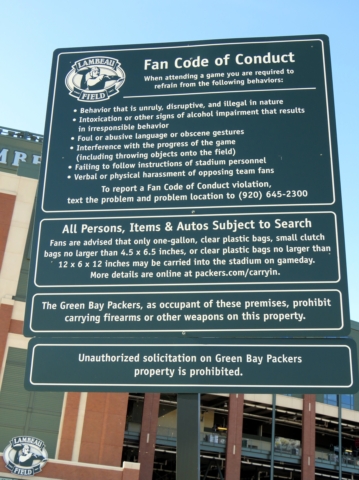 LAMBEAU
FIELD
Fan Code of Conduct
When attending a game you are required to
refrain from the following behaviors:
• Behavior that is unruly, disruptive, and illegal in nature
• Intoxication or other signs of alcohol impairment that results
in irresponsible behavior
• Foul or abusive language or obscene gestures
• Interference with the progress of the game
(including throwing objects onto the field)
• Failing to follow instructions of stadium personnel
• Verbal or physical harassment of opposing team fans
To report a Fan Code of Conduct violation,
text the problem and problem location to (920) 645-2300
All Persons, Items & Autos Subject to Search
Fans are advised that only one-gallon, clear plastic bags, small clutch
bags no larger than 4.5 x 6.5 inches, or clear plastic bags no larger than
12 x 6 x 12 inches may be carried into the stadium on gameday.
More details are online at packers.com/carryin.
The Green Bay Packers, as occupant of these premises, prohibit
carrying firearms or other weapons on this property.
Unauthorized solicitation on Green Bay Packers
property is prohibited.
LAMBEAU
FIELD